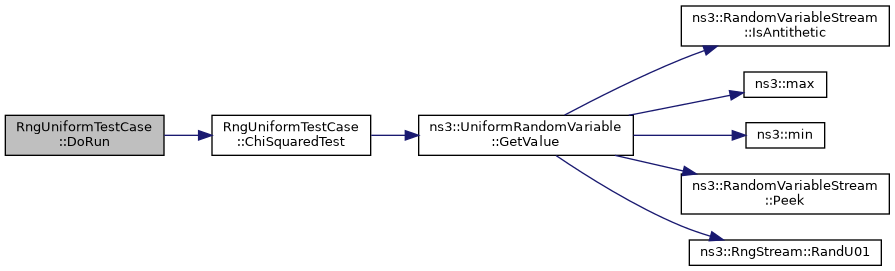 RngUniformTestCase
::DoRun
RngUniformTestCase
::ChiSquaredTest
ns3::UniformRandomVariable
::GetValue
ns3::RandomVariableStream
::IsAntithetic
ns3::max
ns3::min
ns3::RandomVariableStream
::Peek
ns3::RngStream::RandU01